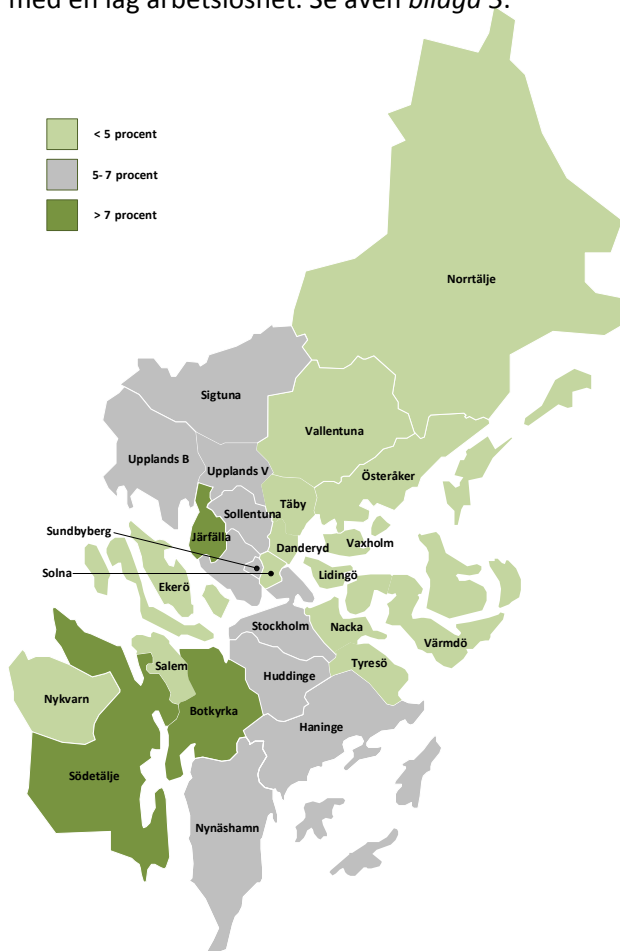 med en låg arbetslöshet. Se även bilaga 3.
< 5 procent
5- 7 procent
> 7 procent
Norrtälje
Sigtuna
Vallentuna
Upplands B
Upplands V
Österåker
Täby
Sollentuna
Sundbyberg
Järfälla
Danderyd
Vaxholm
Solna
Lidingö
Ekerö
Stockholm
Nacka
Värmdö
Salem
Tyresö
Huddinge
Nykvarn
Botkyrka
Haninge
Södetälje
Nynäshamn